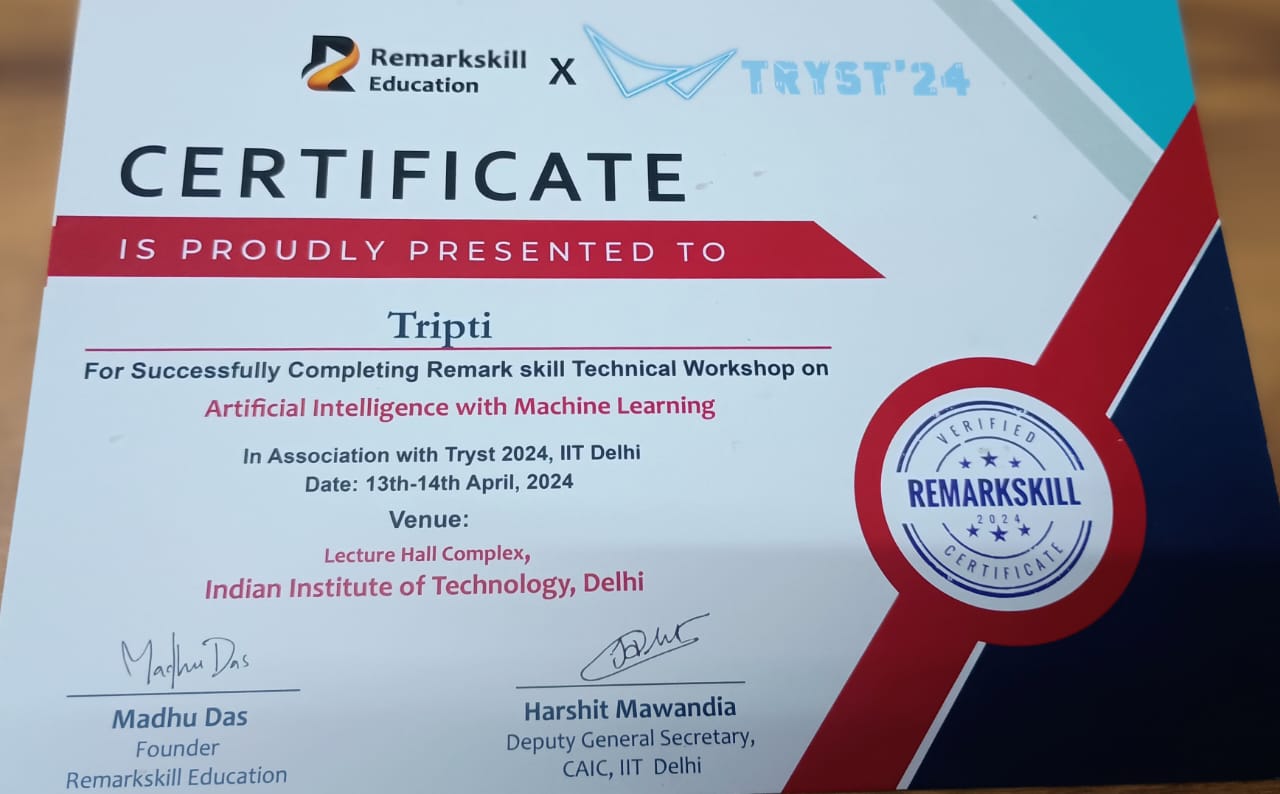 Remarkskill
Education
X
TRYST'24
CERTIFICATE
IS PROUDLY PRESENTED TO
Tripti
For Successfully Completing Remark skill Technical Workshop on
Artificial Intelligence with Machine Learning
In Association with Tryst 2024, IIT Delhi
Date: 13th-14th April, 2024
Venue:
Lecture Hall Complex,
Indian Institute of Technology, Delhi
VERIFIED
REMARKSKILL
2024
CERTIFICATE
Madhu Das
Madhu Das
Founder
Remarkskill Education
Harshit Mawandia
Deputy General Secretary,
CAIC, IIT Delhi